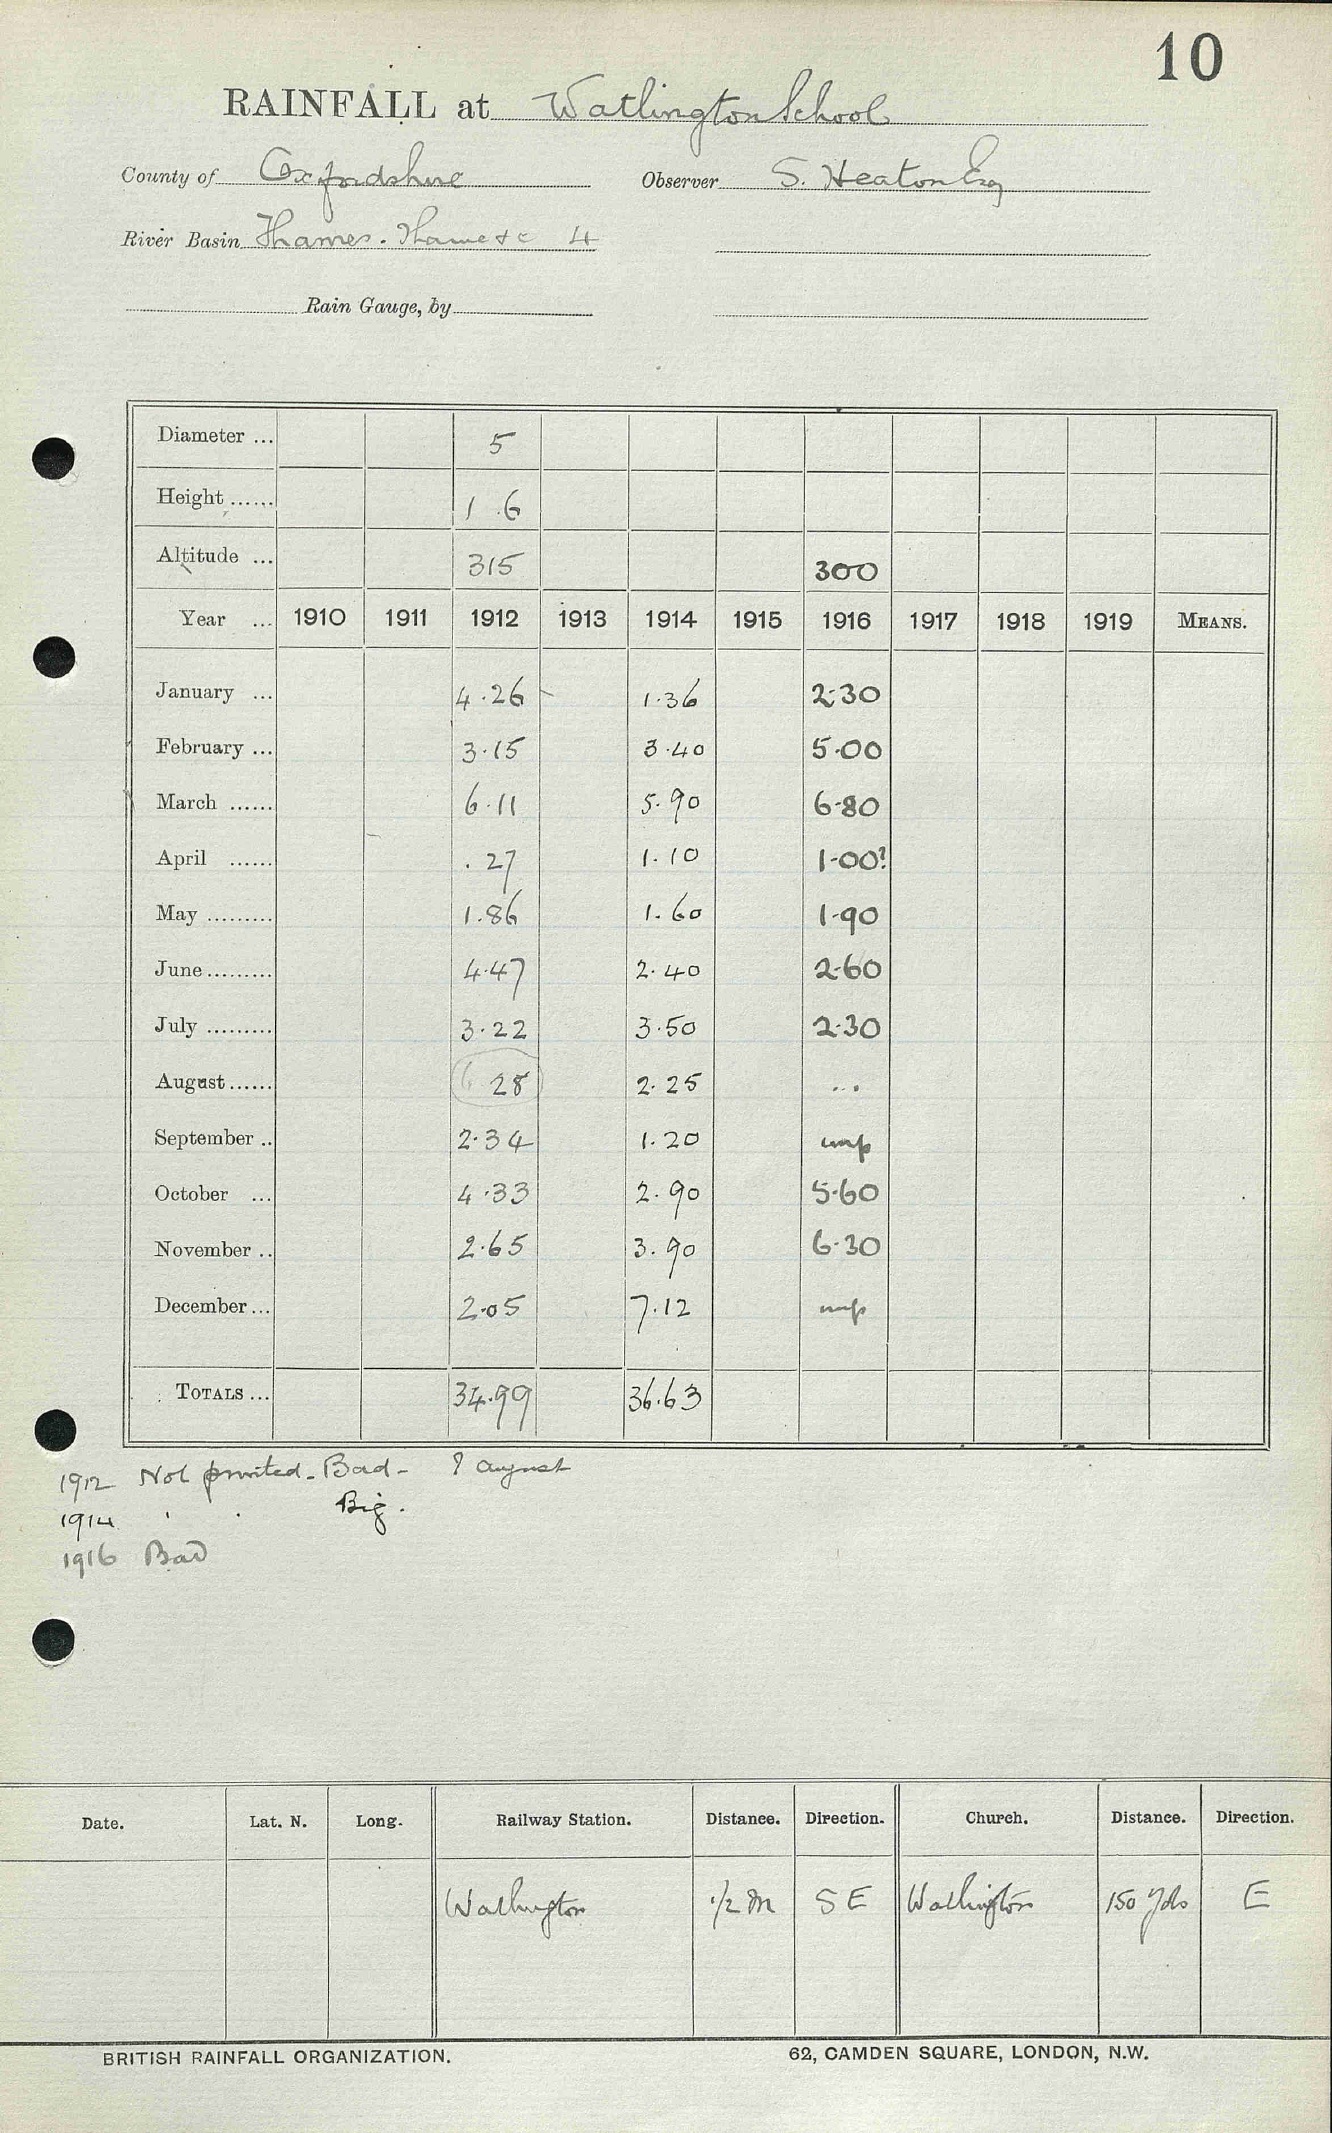 10
RAINFALL at Watlington School
County of Oxfordshire Observer S. Heaton Esq
River Basin Thames. Thame &c 4
Rain Gauge, by
Diameter ... 5
Height ...... 1 .6
Altitude ... 315 300
Year ... 1910 1911 1912 1913 1914 1915 1916 1917 1918 1919 MEANS.
January ... 4.26 1.36 2.30
February ... 3.15 3.40 5.00
March ...... 6.11 5.90 6.80
April ...... .27 1.10 1.00?
May ......... 1.86 1.60 1.90
June ......... 4.47 2.40 2.60
July ......... 3.22 3.50 2.30
August ...... 28 2.25 ...
September .. 2.34 1.20 imp
October ... 4.33 2.90 5.60
November .. 2.65 3.90 6.30
December ... 2.05 7.12 imp
TOTALS ... 34.99 36.63
1912 Not printed - Bad - ? August
1914 " " Big.
1916 Bad
Date. Lat. N. Long. Railway Station. Distance. Direction. Church. Distance. Direction.
Watlington 1/2 m S E Watlington 150 yds E
BRITISH RAINFALL ORGANIZATION. 62, CAMDEN SQUARE, LONDON, N.W.